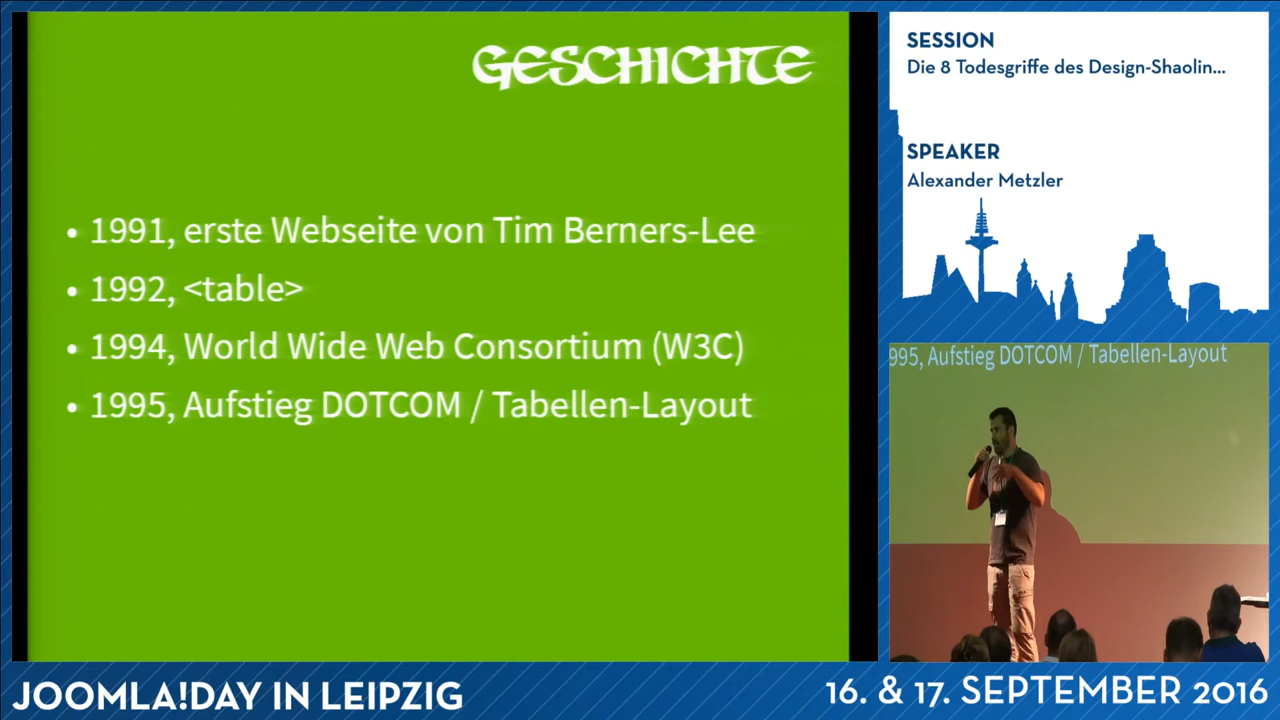 GESCHICHTE
• 1991, erste Webseite von Tim Berners-Lee
• 1992, <table>
• 1994, World Wide Web Consortium (W3C)
• 1995, Aufstieg DOTCOM / Tabellen-Layout
SESSION
Die 8 Todesgriffe des Design-Shaolin...
SPEAKER
Alexander Metzler
995, Aufstieg DOTCOM / Tabellen-Layout
JOOMLA!DAY IN LEIPZIG
16. & 17. SEPTEMBER 2016